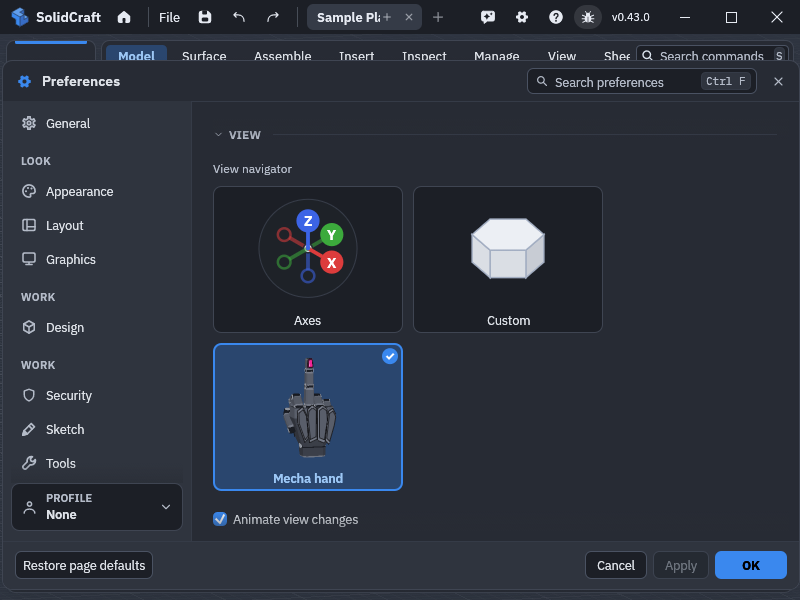 SolidCraft
File
Sample Pl
v0.43.0
Model
Surface
Assemble
Insert
Inspect
Manage
View
Shee
Search commands
S
Preferences
Search preferences
Ctrl F
General
LOOK
Appearance
Layout
Graphics
WORK
Design
WORK
Security
Sketch
Tools
PROFILE
None
VIEW
View navigator
Z
Y
X
Axes
Custom
Mecha hand
Animate view changes
Restore page defaults
Cancel
Apply
OK